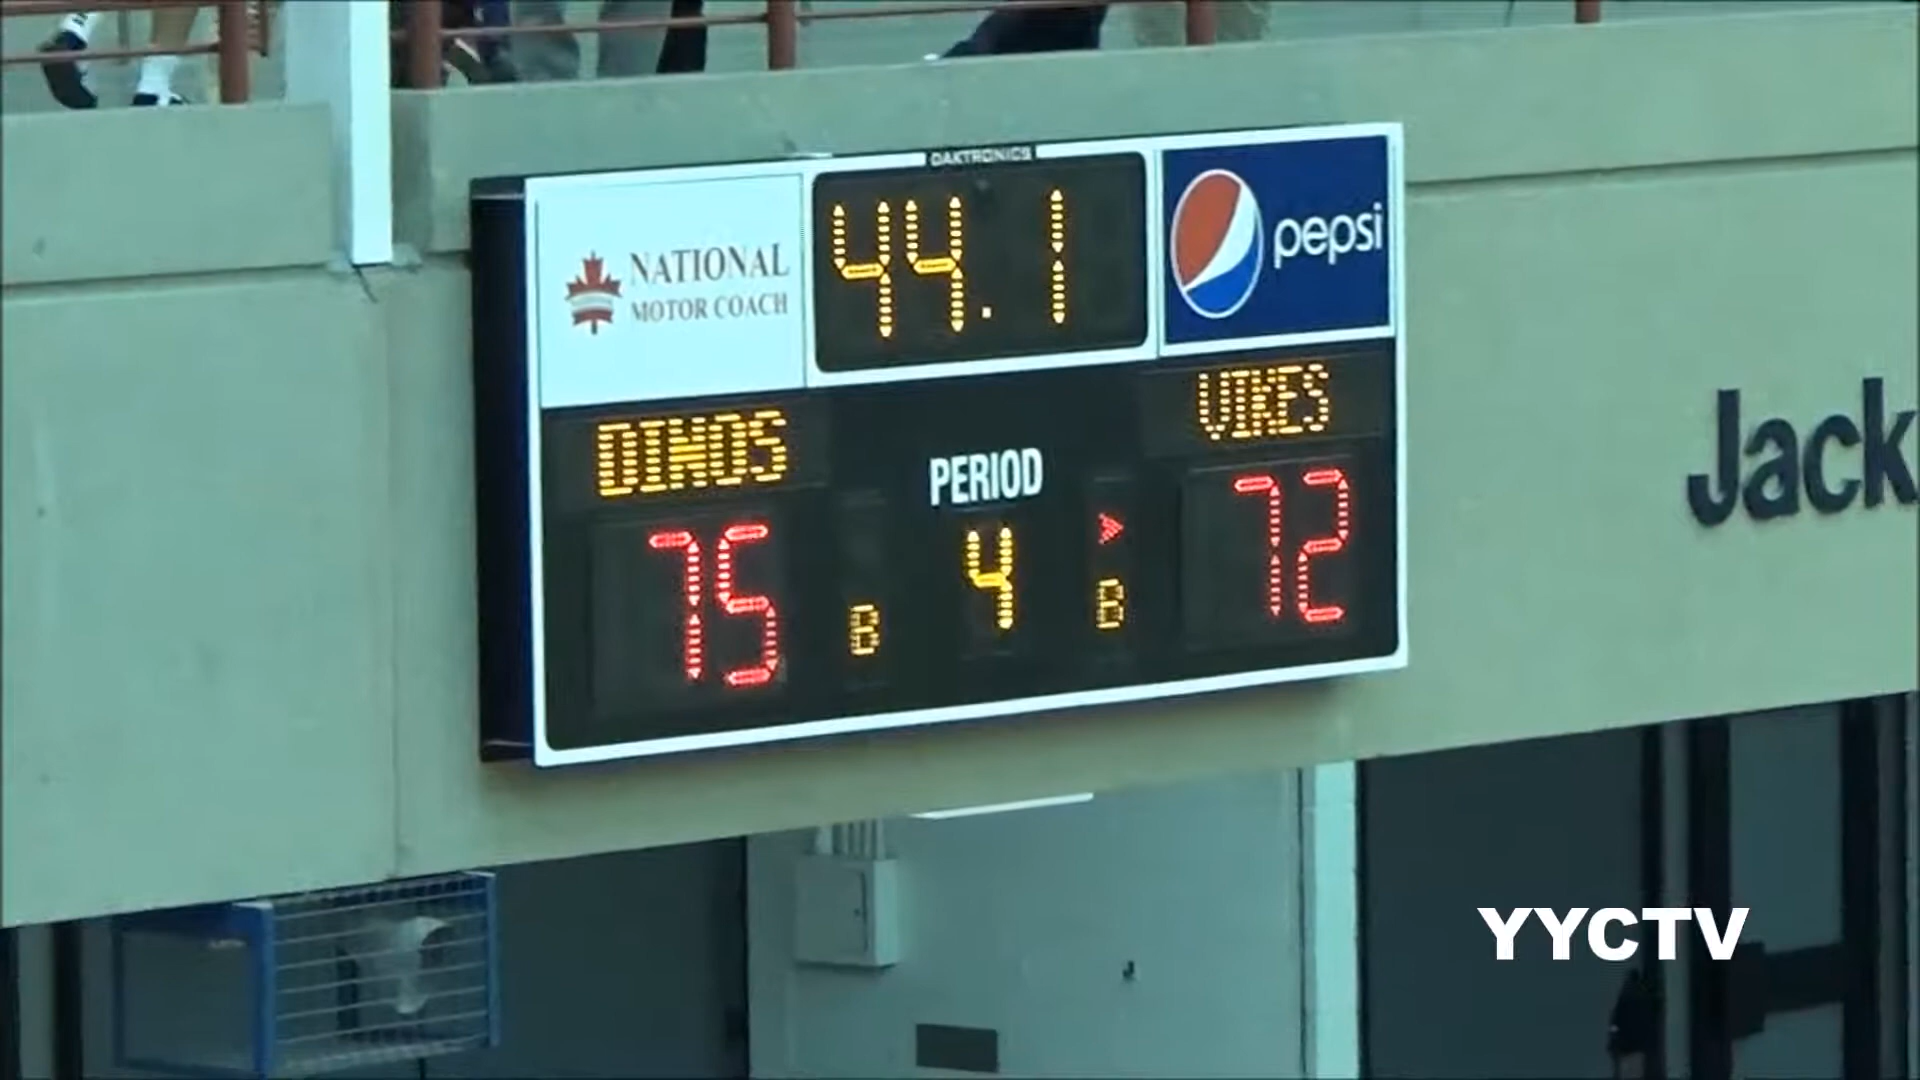 DAKTRONICS
NATIONAL
MOTOR COACH
44.1
pepsi
DINOS
VIKES
PERIOD
75
B
4
B
72
Jack
YYCTV